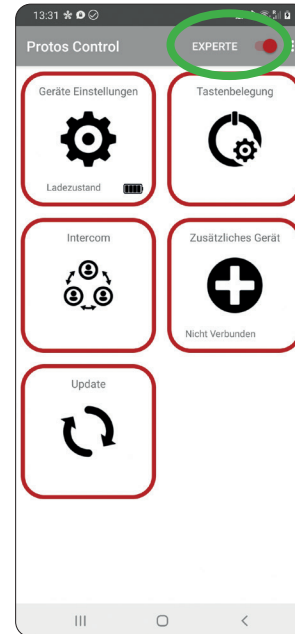 13:31
Protos Control EXPERTE
Geräte Einstellungen
Tastenbelegung
Ladezustand
Intercom
Zusätzliches Gerät
Nicht Verbunden
Update